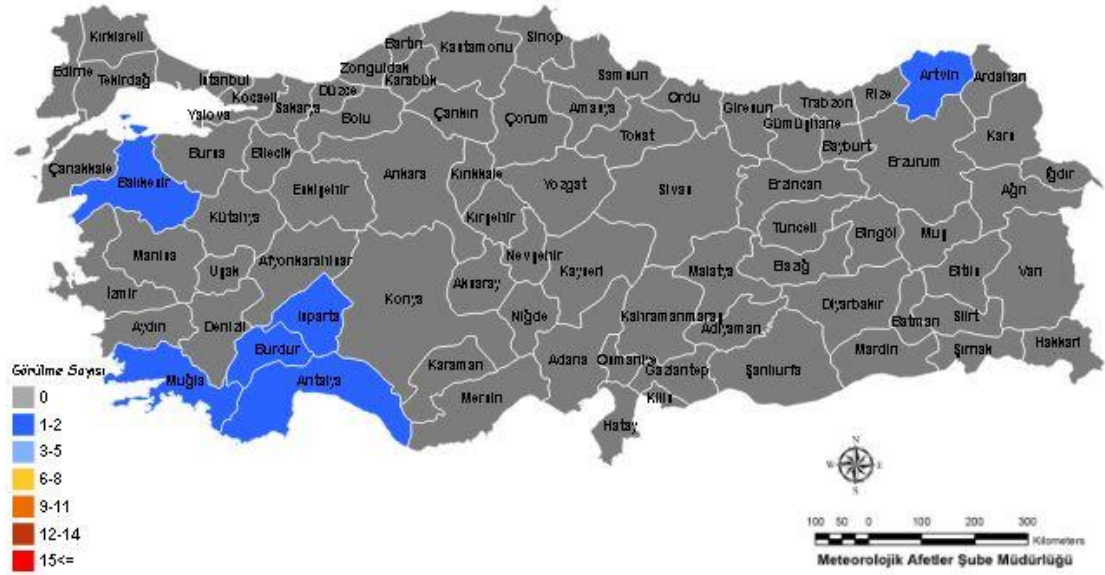 Kırklareli
Edirne
Tekirdağ
İstanbul
Kocaeli
Yalova
Sakarya
Düzce
Zonguldak
Bartın
Karabük
Kastamonu
Sinop
Samsun
Ordu
Giresun
Trabzon
Rize
Artvin
Ardahan
Kars
Iğdır
Ağrı
Erzurum
Bayburt
Gümüşhane
Çanakkale
Balıkesir
Bursa
Bilecik
Bolu
Çankırı
Çorum
Amasya
Tokat
Sivas
Erzincan
Tunceli
Bingöl
Muş
Bitlis
Van
Kütahya
Eskişehir
Ankara
Kırıkkale
Kırşehir
Yozgat
Nevşehir
Kayseri
Malatya
Elazığ
Diyarbakır
Batman
Siirt
Şırnak
Hakkari
Mardin
Manisa
Uşak
Afyonkarahisar
İzmir
Aydın
Denizli
Isparta
Burdur
Muğla
Antalya
Konya
Aksaray
Niğde
Karaman
Mersin
Adana
Osmaniye
Kahramanmaraş
Adıyaman
Gaziantep
Kilis
Şanlıurfa
Hatay
Görülme Sayısı
0
1-2
3-5
6-8
9-11
12-14
15<=
N
W E
S
100 50 0 100 200 300
Kilometers
Meteorolojik Afetler Şube Müdürlüğü